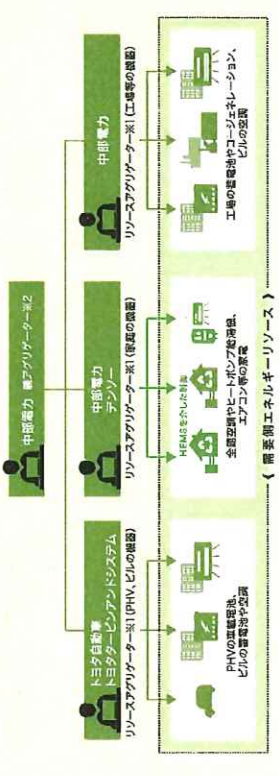 中部電力 親アグリゲーター※2
トヨタ自動車
トヨタタービンアンドシステム
リソースアグリゲーター※1(PHV、ビルの機器)
中部電力
デンソー
リソースアグリゲーター※1(家庭の機器)
中部電力
リソースアグリゲーター※1(工場等の機器)
PHVの車載電池、
ビルの蓄電池や空調
HEMSを介した制御
全館空調やヒートポンプ給湯機、
エアコン等の家電
工場の蓄電池やコージェネレーション、
ビルの空調
《 需要側エネルギーリソース 》